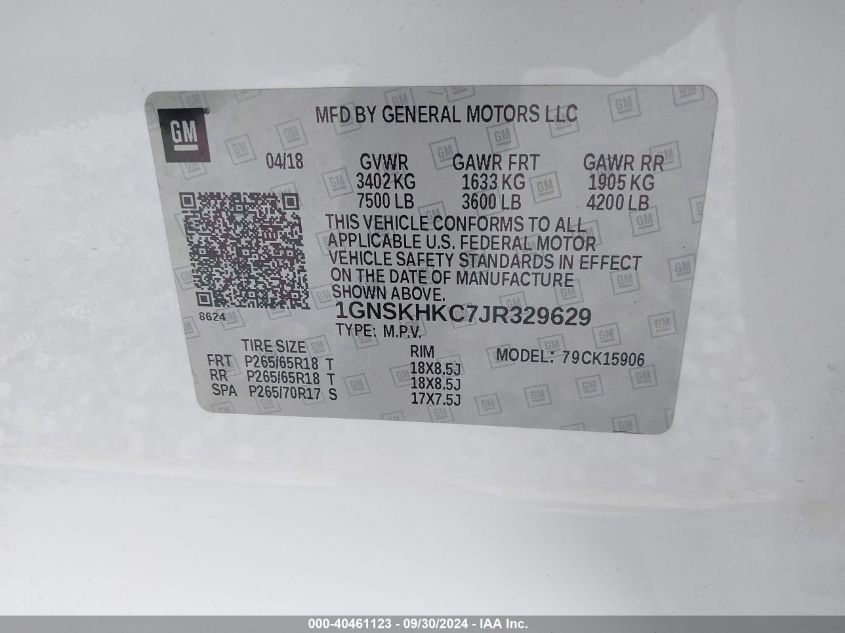 GM
MFD BY GENERAL MOTORS LLC
04/18 GVWR GAWR FRT GAWR RR
3402 KG 1633 KG 1905 KG
7500 LB 3600 LB 4200 LB
THIS VEHICLE CONFORMS TO ALL
APPLICABLE U.S. FEDERAL MOTOR
VEHICLE SAFETY STANDARDS IN EFFECT
ON THE DATE OF MANUFACTURE
SHOWN ABOVE.
8624
1GNSKHKC7JR329629
TYPE: M.P.V.
TIRE SIZE RIM MODEL: 79CK15906
FRT P265/65R18 T 18X8.5J
RR P265/65R18 T 18X8.5J
SPA P265/70R17 S 17X7.5J
000-40461123 - 09/30/2024 - IAA Inc.